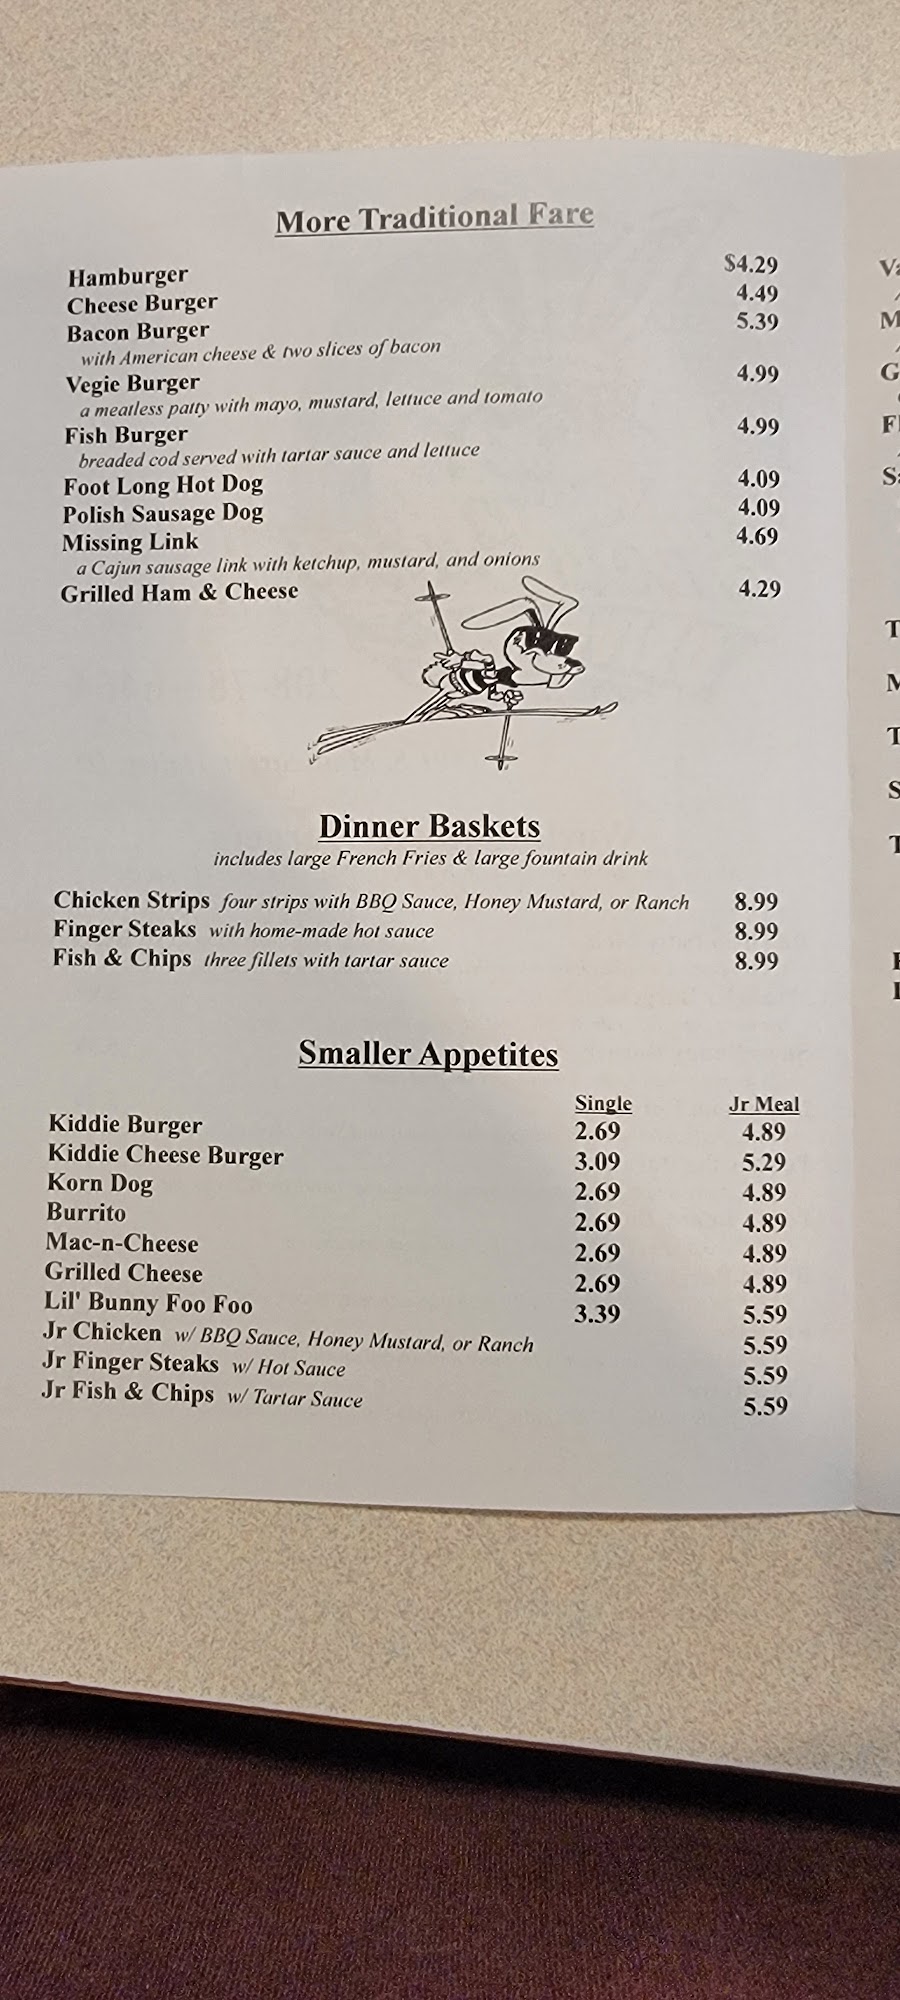 More Traditional Fare
Hamburger $4.29
Cheese Burger 4.49
Bacon Burger 5.39
with American cheese & two slices of bacon
Vegie Burger 4.99
a meatless patty with mayo, mustard, lettuce and tomato
Fish Burger 4.99
breaded cod served with tartar sauce and lettuce
Foot Long Hot Dog 4.09
Polish Sausage Dog 4.09
Missing Link 4.69
a Cajun sausage link with ketchup, mustard, and onions
Grilled Ham & Cheese 4.29
Dinner Baskets
includes large French Fries & large fountain drink
Chicken Strips four strips with BBQ Sauce, Honey Mustard, or Ranch 8.99
Finger Steaks with home-made hot sauce 8.99
Fish & Chips three fillets with tartar sauce 8.99
Smaller Appetites
Single Jr Meal
Kiddie Burger 2.69 4.89
Kiddie Cheese Burger 3.09 5.29
Korn Dog 2.69 4.89
Burrito 2.69 4.89
Mac-n-Cheese 2.69 4.89
Grilled Cheese 2.69 4.89
Lil' Bunny Foo Foo 3.39 5.59
Jr Chicken w/ BBQ Sauce, Honey Mustard, or Ranch 5.59
Jr Finger Steaks w/ Hot Sauce 5.59
Jr Fish & Chips w/ Tartar Sauce 5.59